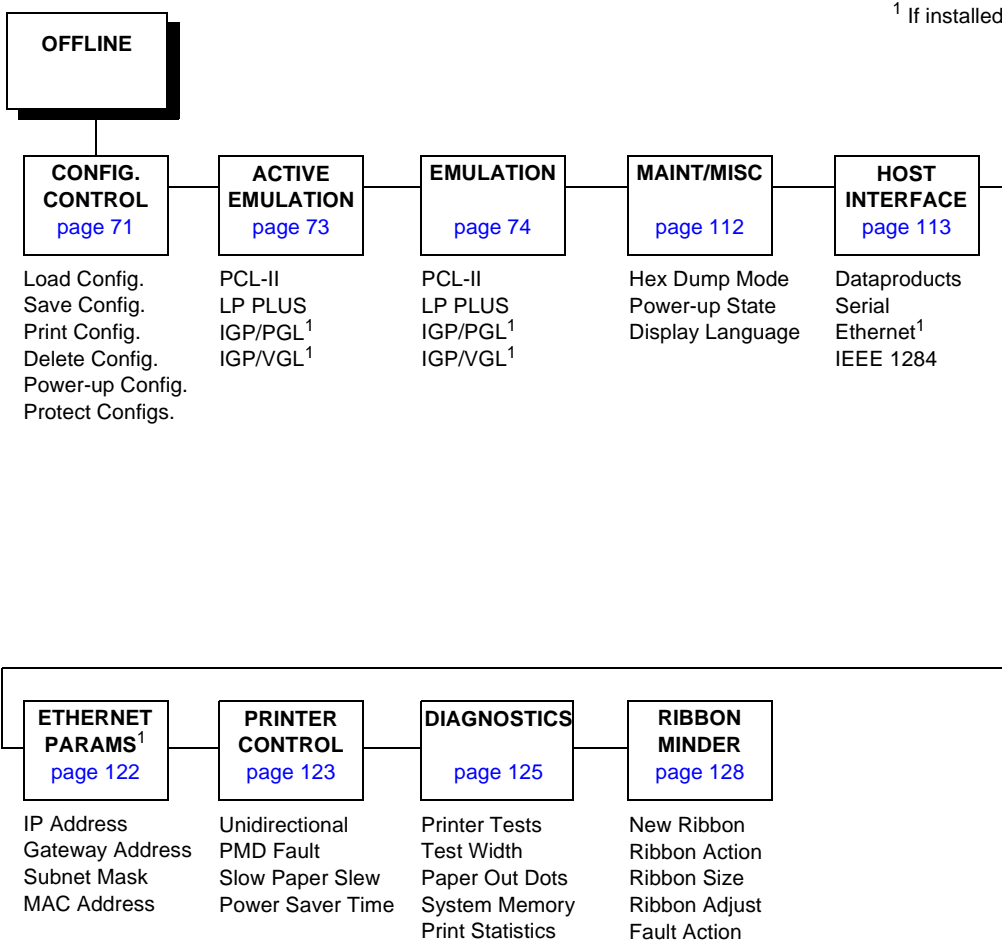 ¹ If installed
OFFLINE
CONFIG.
CONTROL
page 71
Load Config.
Save Config.
Print Config.
Delete Config.
Power-up Config.
Protect Configs.
ACTIVE
EMULATION
page 73
PCL-II
LP PLUS
IGP/PGL¹
IGP/VGL¹
EMULATION
page 74
PCL-II
LP PLUS
IGP/PGL¹
IGP/VGL¹
MAINT/MISC
page 112
Hex Dump Mode
Power-up State
Display Language
HOST
INTERFACE
page 113
Dataproducts
Serial
Ethernet¹
IEEE 1284
ETHERNET
PARAMS¹
page 122
IP Address
Gateway Address
Subnet Mask
MAC Address
PRINTER
CONTROL
page 123
Unidirectional
PMD Fault
Slow Paper Slew
Power Saver Time
DIAGNOSTICS
page 125
Printer Tests
Test Width
Paper Out Dots
System Memory
Print Statistics
RIBBON
MINDER
page 128
New Ribbon
Ribbon Action
Ribbon Size
Ribbon Adjust
Fault Action